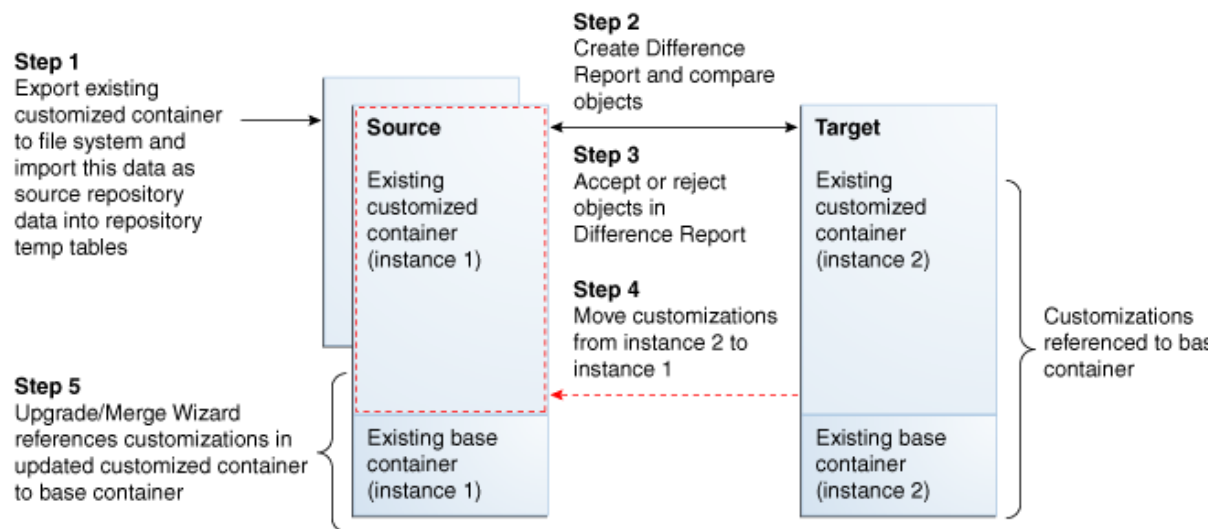 Step 1
Export existing
customized container
to file system and
import this data as
source repository
data into repository
temp tables
Source
Existing
customized
container
(instance 1)
Step 2
Create Difference
Report and compare
objects
Step 3
Accept or reject
objects in
Difference Report
Step 4
Move customizations
from instance 2 to
instance 1
Target
Existing
customized
container
(instance 2)
Customizations
referenced to bas
container
Step 5
Upgrade/Merge Wizard
references customizations in
updated customized container
to base container
Existing base
container
(instance 1)
Existing base
container
(instance 2)